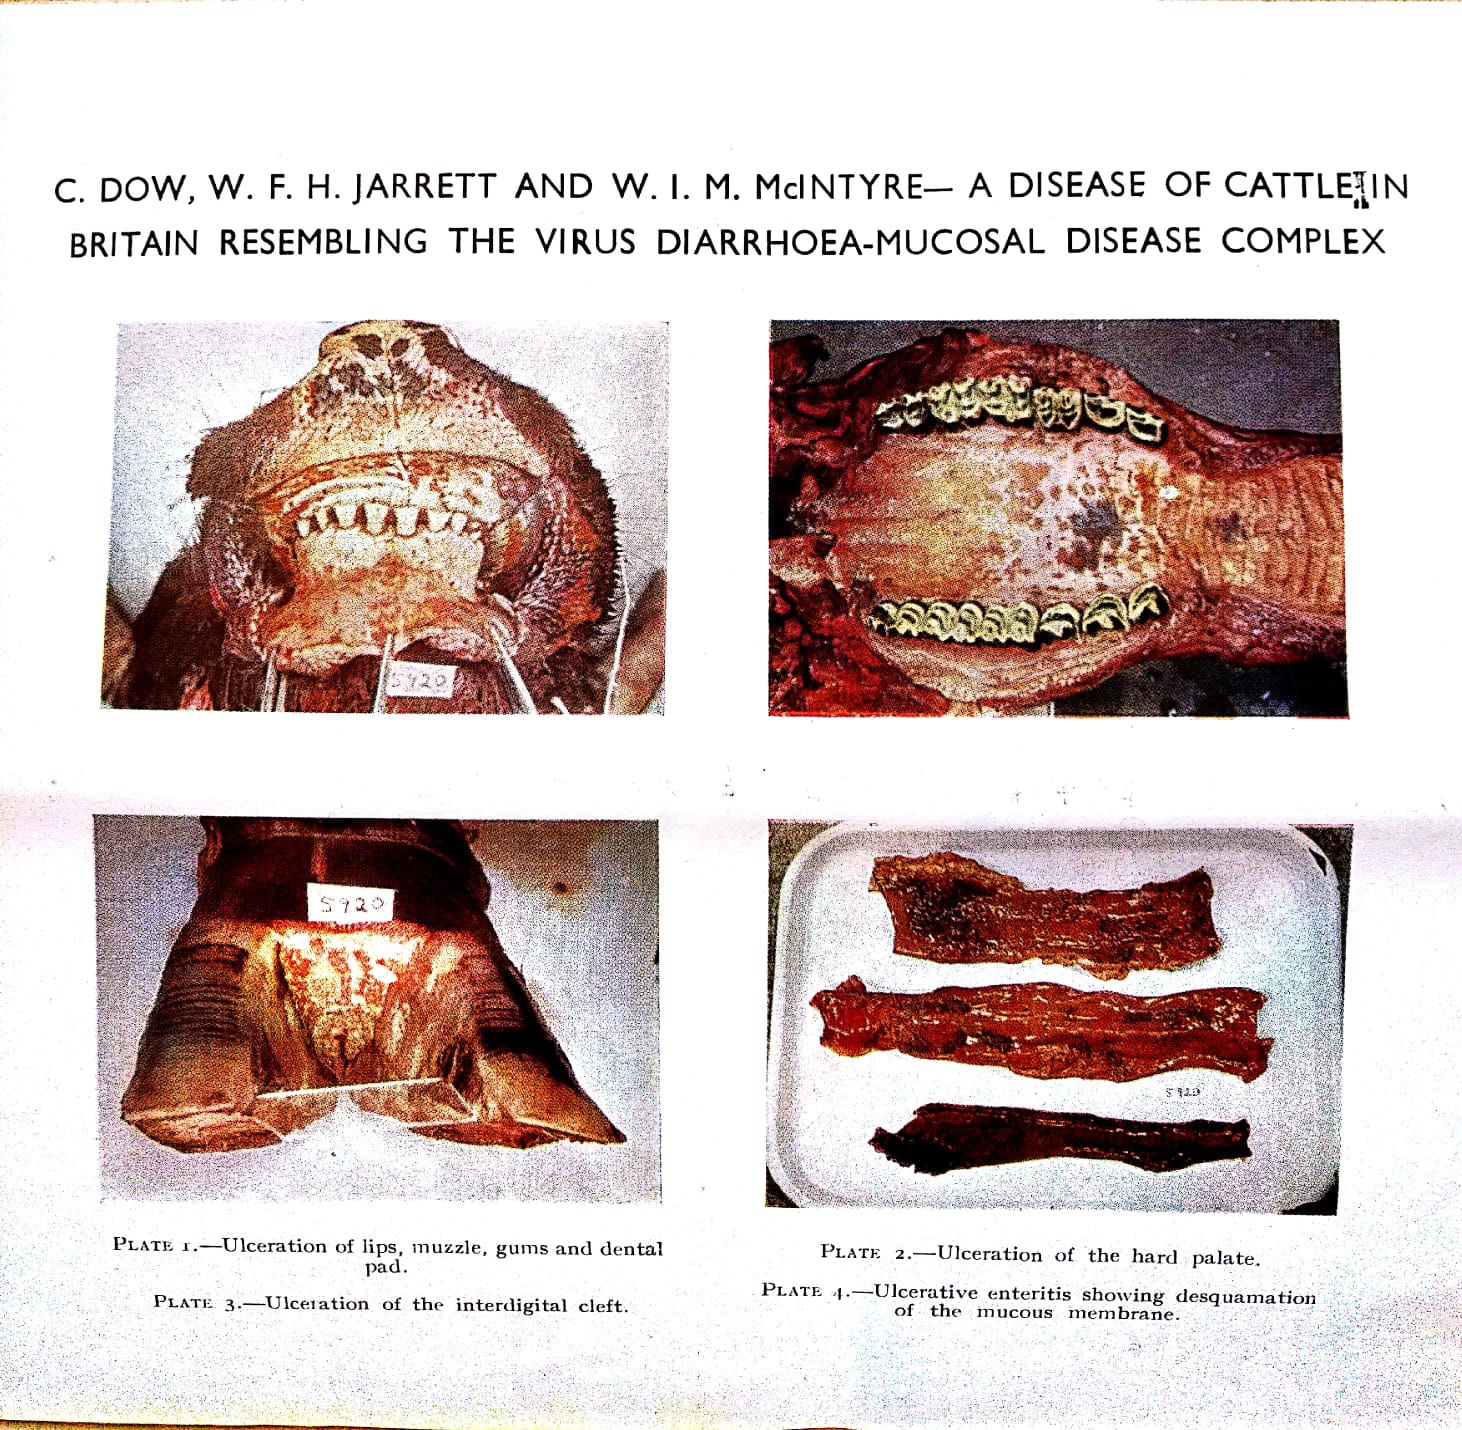 C. DOW, W. F. H. JARRETT AND W. I. M. McINTYRE— A DISEASE OF CATTLE IN
BRITAIN RESEMBLING THE VIRUS DIARRHOEA-MUCOSAL DISEASE COMPLEX
5920
5920
5920
PLATE 1.—Ulceration of lips, muzzle, gums and dental
pad.
PLATE 2.—Ulceration of the hard palate.
PLATE 3.—Ulceration of the interdigital cleft.
PLATE 4.—Ulcerative enteritis showing desquamation
of the mucous membrane.